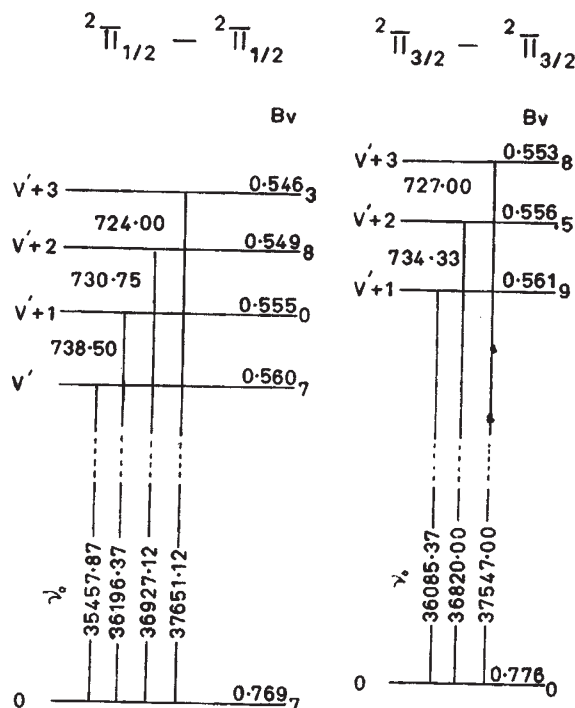 ²Π₁/₂ – ²Π₁/₂
Bv
v'+3 0·546₃
724·00
v'+2 0·549₈
730·75
v'+1 0·555₀
738·50
v' 0·560₇
ν₀ 35457·87 36196·37 36927·12 37651·12
0 0·769₇
²Π₃/₂ – ²Π₃/₂
Bv
v'+3 0·553₈
727·00
v'+2 0·556₅
734·33
v'+1 0·561₉
ν₀ 36085·37 36820·00 37547·00
0 0·776₀